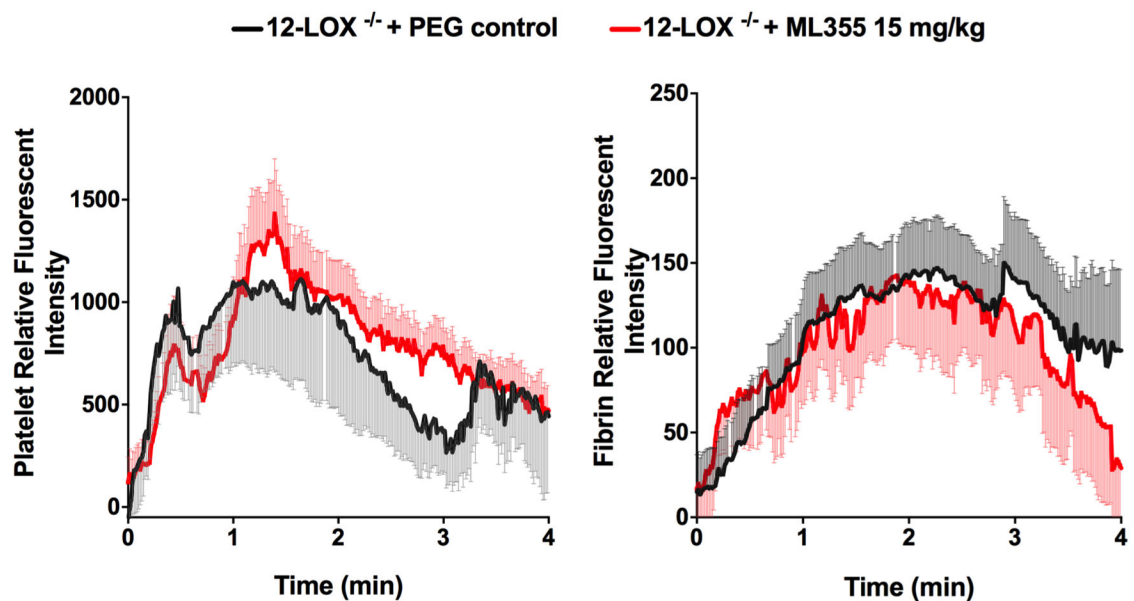 12-LOX -/- + PEG control
12-LOX -/- + ML355 15 mg/kg
Platelet Relative Fluorescent
Intensity
2000
1500
1000
500
0
0 1 2 3 4
Time (min)
Fibrin Relative Fluorescent
Intensity
250
200
150
100
50
0
0 1 2 3 4
Time (min)